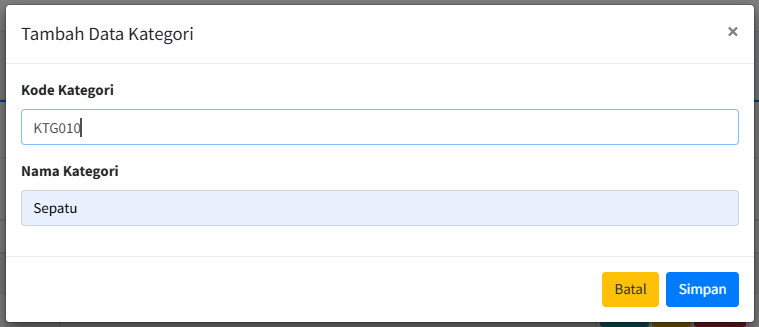 Tambah Data Kategori ×
Kode Kategori
KTG010
Nama Kategori
Sepatu
Batal Simpan